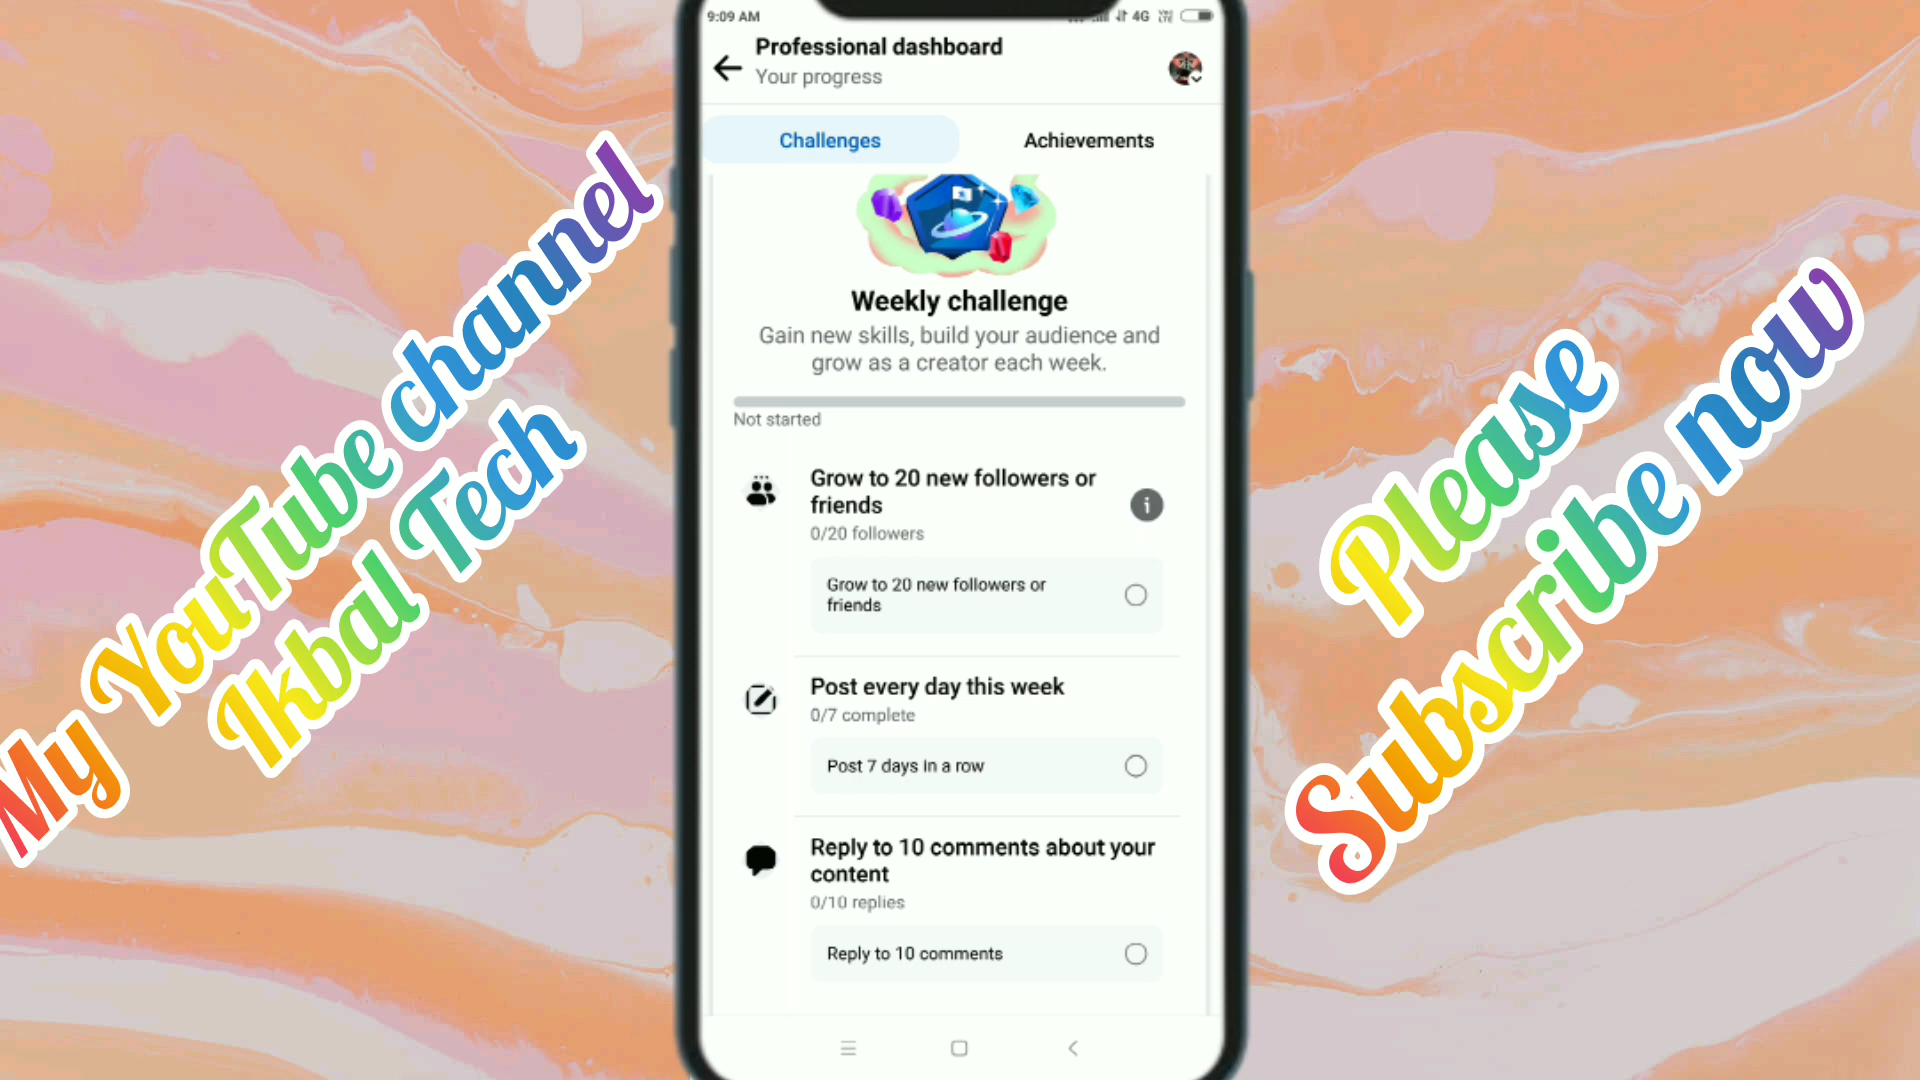 9:09 AM
4G
Professional dashboard
Your progress
Challenges
Achievements
Weekly challenge
Gain new skills, build your audience and
grow as a creator each week.
Not started
Grow to 20 new followers or
friends
0/20 followers
Grow to 20 new followers or
friends
Post every day this week
0/7 complete
Post 7 days in a row
Reply to 10 comments about your
content
0/10 replies
Reply to 10 comments
My YouTube channel
Ikbal Tech
Please
Subscribe now